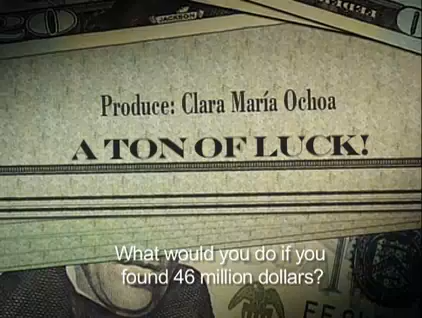 JACKSON
Produce: Clara María Ochoa
A TON OF LUCK!
What would you do if you
found 46 million dollars?